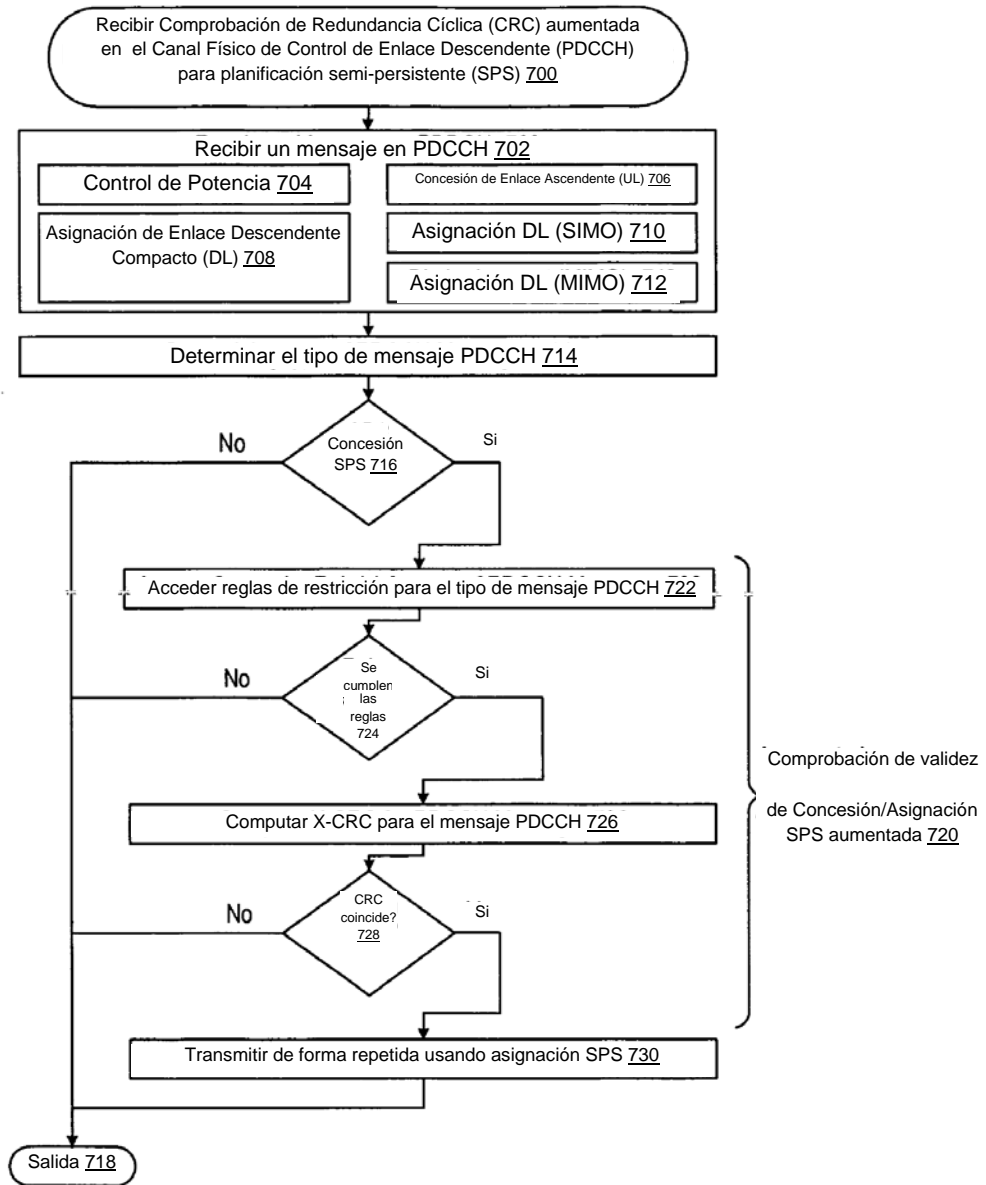 Recibir Comprobación de Redundancia Cíclica (CRC) aumentada
en el Canal Físico de Control de Enlace Descendente (PDCCH)
para planificación semi-persistente (SPS) 700
Recibir un mensaje en PDCCH 702
Control de Potencia 704
Concesión de Enlace Ascendente (UL) 706
Asignación de Enlace Descendente
Compacto (DL) 708
Asignación DL (SIMO) 710
Asignación DL (MIMO) 712
Determinar el tipo de mensaje PDCCH 714
Concesión
SPS 716
No
Si
Acceder reglas de restricción para el tipo de mensaje PDCCH 722
Se
cumplen
las
reglas
724
No
Si
Computar X-CRC para el mensaje PDCCH 726
CRC
coincide?
728
No
Si
Comprobación de validez
de Concesión/Asignación
SPS aumentada 720
Transmitir de forma repetida usando asignación SPS 730
Salida 718